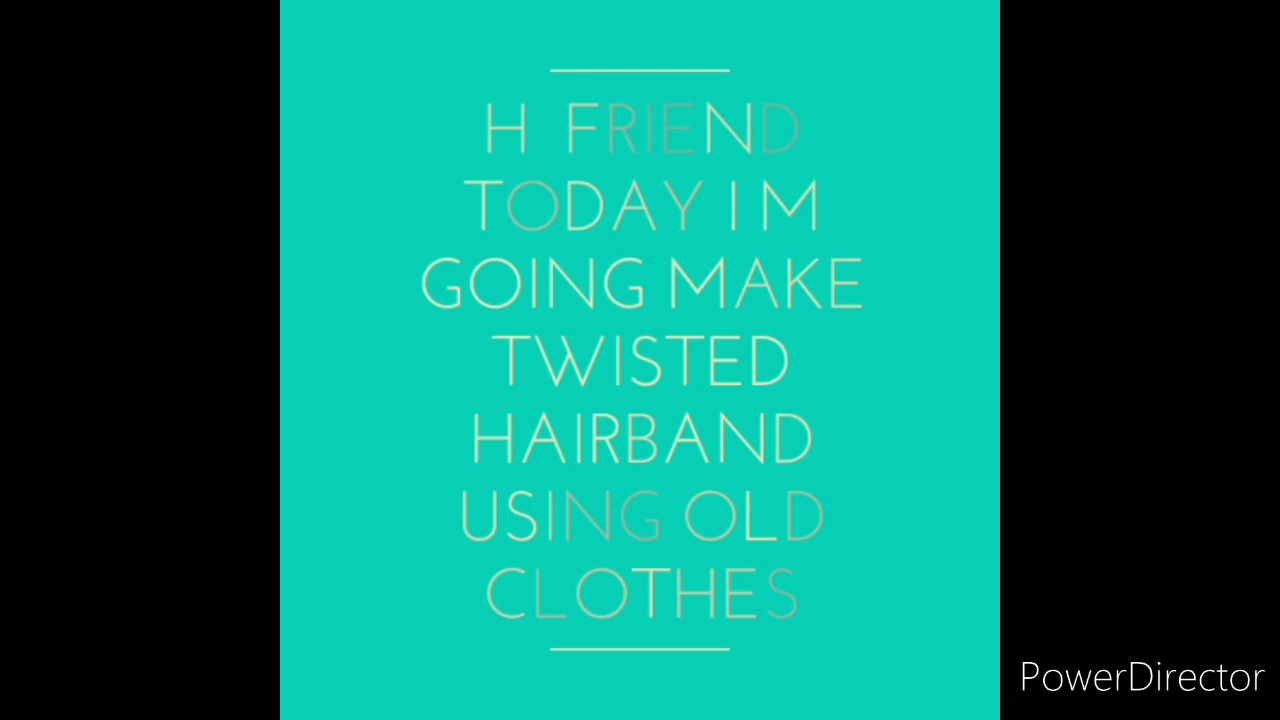 H FRIEND
TODAY I M
GOING MAKE
TWISTED
HAIRBAND
USING OLD
CLOTHES
PowerDirector